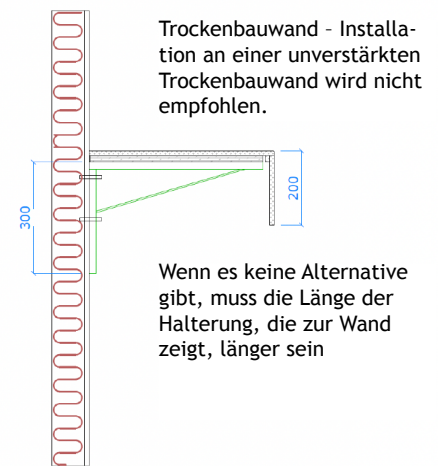 Trockenbauwand – Installa-
tion an einer unverstärkten
Trockenbauwand wird nicht
empfohlen.
200
300
Wenn es keine Alternative
gibt, muss die Länge der
Halterung, die zur Wand
zeigt, länger sein